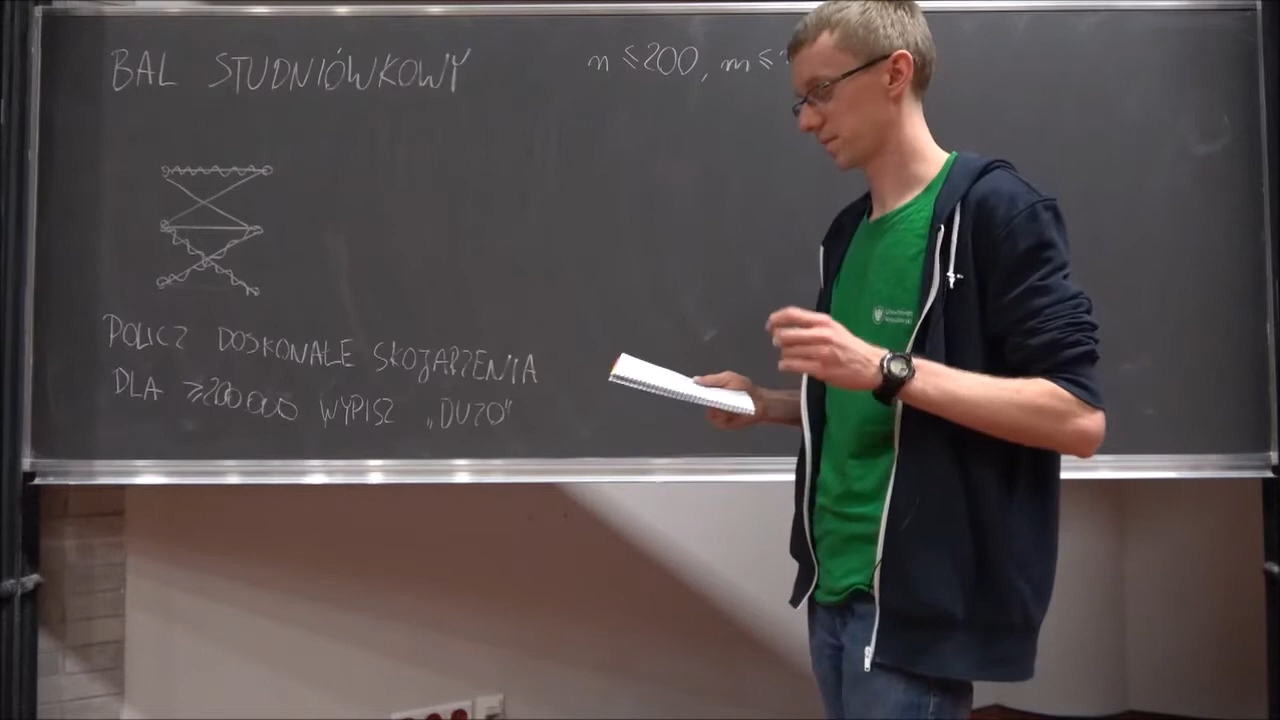 BAL STUDNIÓWKOWY
n ≤ 200, m ≤
POLICZ DOSKONAŁE SKOJARZENIA
DLA ≥200 000 WYPISZ „DUŻO"